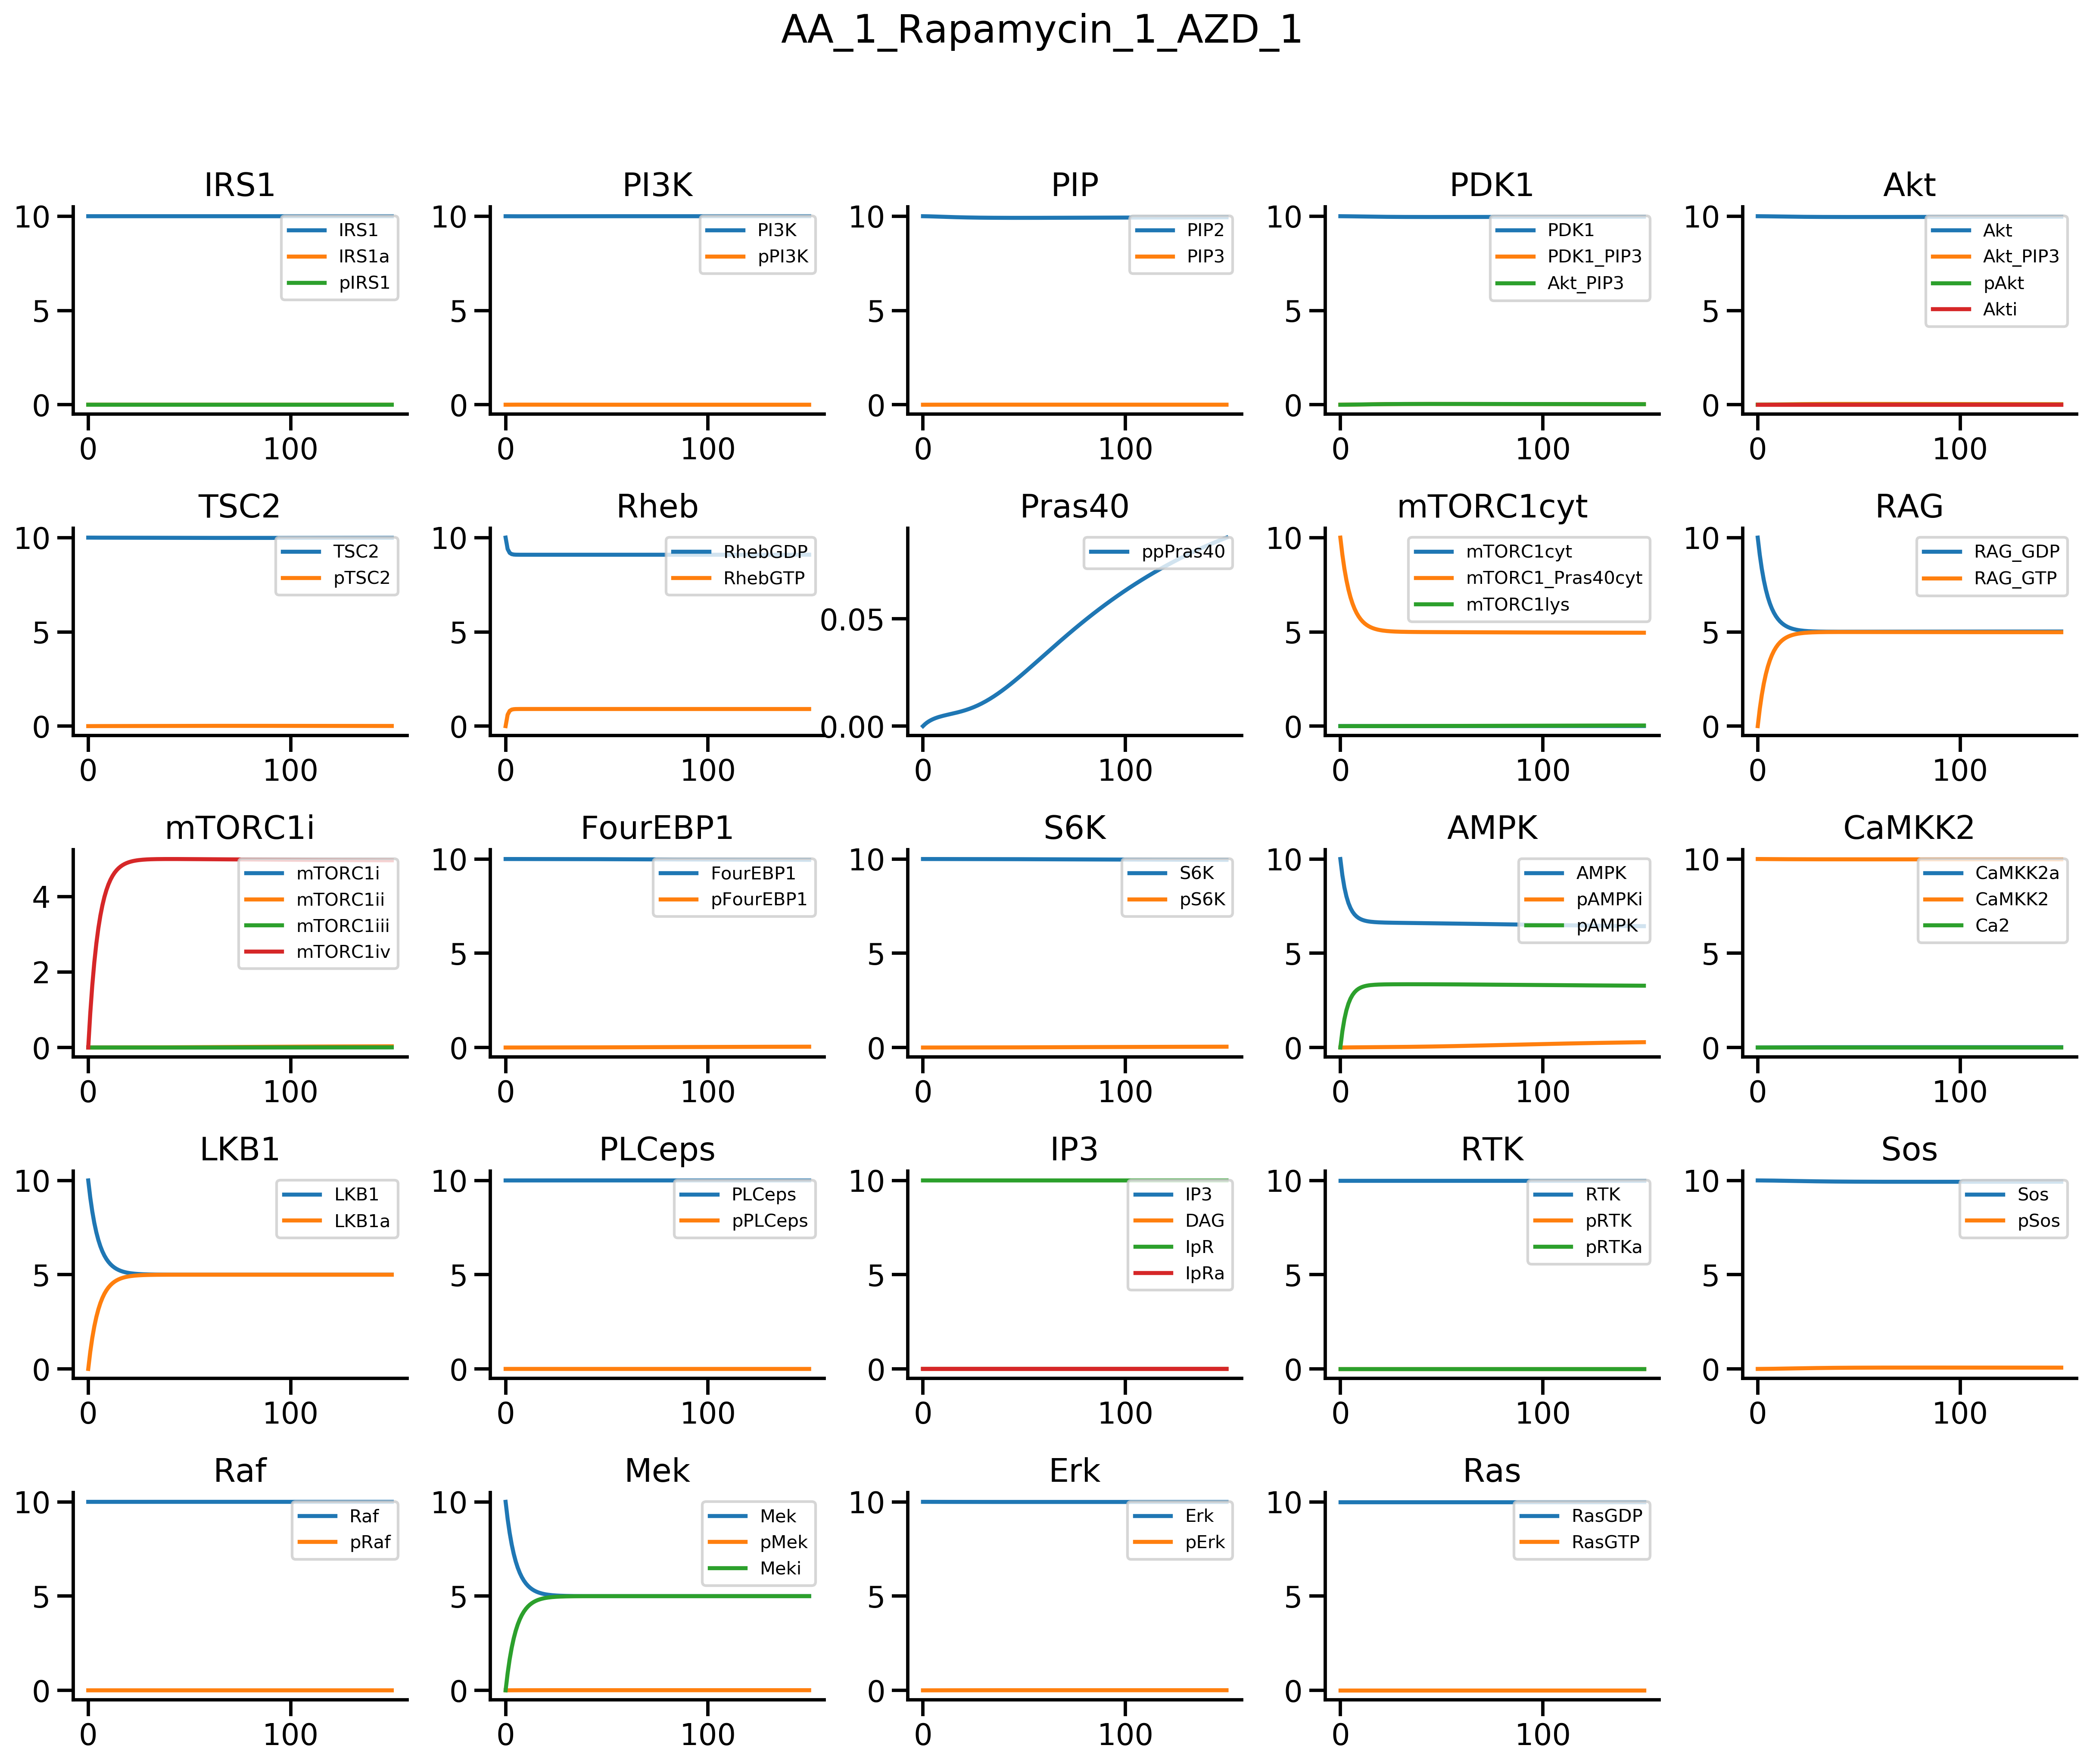 AA_1_Rapamycin_1_AZD_1
IRS1
10
5
0
0
100
IRS1
IRS1a
pIRS1
PI3K
10
5
0
0
100
PI3K
pPI3K
PIP
10
5
0
0
100
PIP2
PIP3
PDK1
10
5
0
0
100
PDK1
PDK1_PIP3
Akt_PIP3
Akt
10
5
0
0
100
Akt
Akt_PIP3
pAkt
Akti
TSC2
10
5
0
0
100
TSC2
pTSC2
Rheb
10
5
0
0
100
RhebGDP
RhebGTP
Pras40
0.05
0.00
0
100
ppPras40
mTORC1cyt
10
5
0
0
100
mTORC1cyt
mTORC1_Pras40cyt
mTORC1lys
RAG
10
5
0
0
100
RAG_GDP
RAG_GTP
mTORC1i
4
2
0
0
100
mTORC1i
mTORC1ii
mTORC1iii
mTORC1iv
FourEBP1
10
5
0
0
100
FourEBP1
pFourEBP1
S6K
10
5
0
0
100
S6K
pS6K
AMPK
10
5
0
0
100
AMPK
pAMPKi
pAMPK
CaMKK2
10
5
0
0
100
CaMKK2a
CaMKK2
Ca2
LKB1
10
5
0
0
100
LKB1
LKB1a
PLCeps
10
5
0
0
100
PLCeps
pPLCeps
IP3
10
5
0
0
100
IP3
DAG
IpR
IpRa
RTK
10
5
0
0
100
RTK
pRTK
pRTKa
Sos
10
5
0
0
100
Sos
pSos
Raf
10
5
0
0
100
Raf
pRaf
Mek
10
5
0
0
100
Mek
pMek
Meki
Erk
10
5
0
0
100
Erk
pErk
Ras
10
5
0
0
100
RasGDP
RasGTP